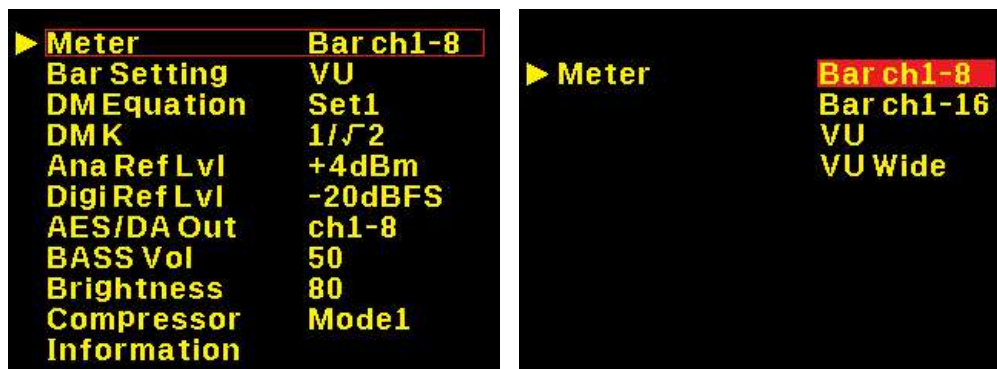 Meter Bar ch1-8
Bar Setting VU
DM Equation Set1
DM K 1/√2
Ana Ref Lvl +4dBm
Digi Ref Lvl -20dBFS
AES/DA Out ch1-8
BASS Vol 50
Brightness 80
Compressor Mode1
Information
Meter Bar ch1-8
Bar ch1-16
VU
VU Wide